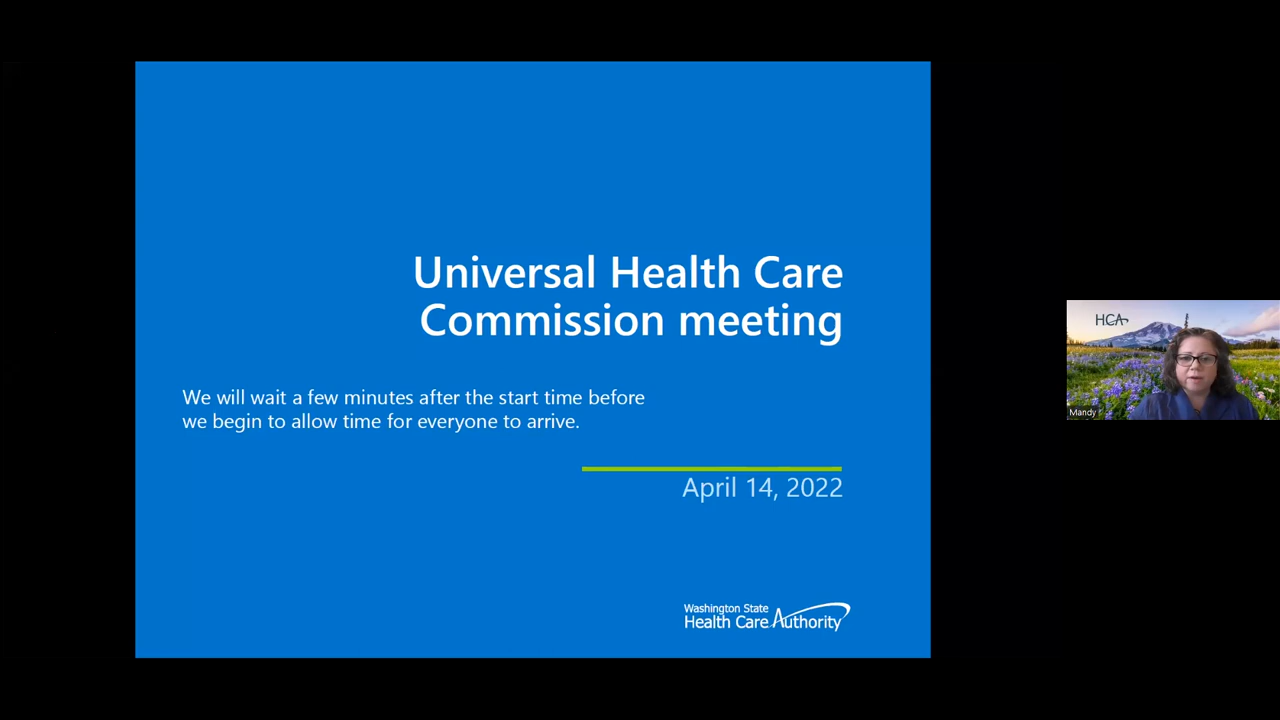 Universal Health Care
Commission meeting
We will wait a few minutes after the start time before
we begin to allow time for everyone to arrive.
April 14, 2022
Washington State
Health Care Authority
HCA
Mandy